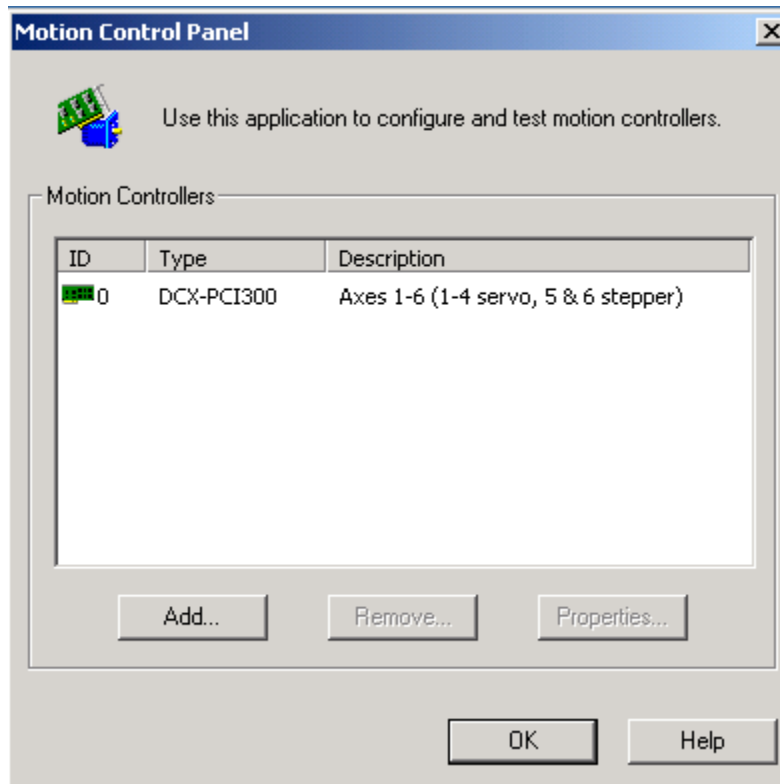 Motion Control Panel
Use this application to configure and test motion controllers.
Motion Controllers
ID Type Description
0 DCX-PCI300 Axes 1-6 (1-4 servo, 5 & 6 stepper)
Add... Remove... Properties...
OK Help